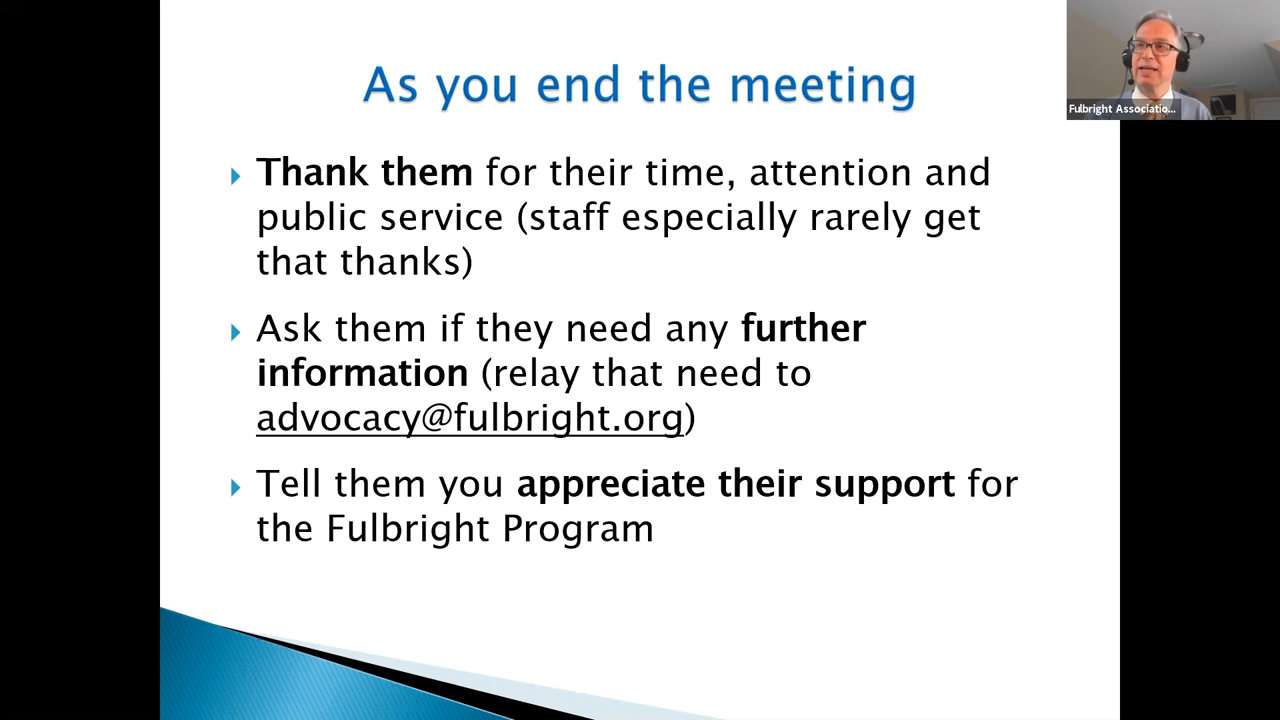 As you end the meeting
Fulbright Associatio...
Thank them for their time, attention and
public service (staff especially rarely get
that thanks)
Ask them if they need any further
information (relay that need to
advocacy@fulbright.org)
Tell them you appreciate their support for
the Fulbright Program